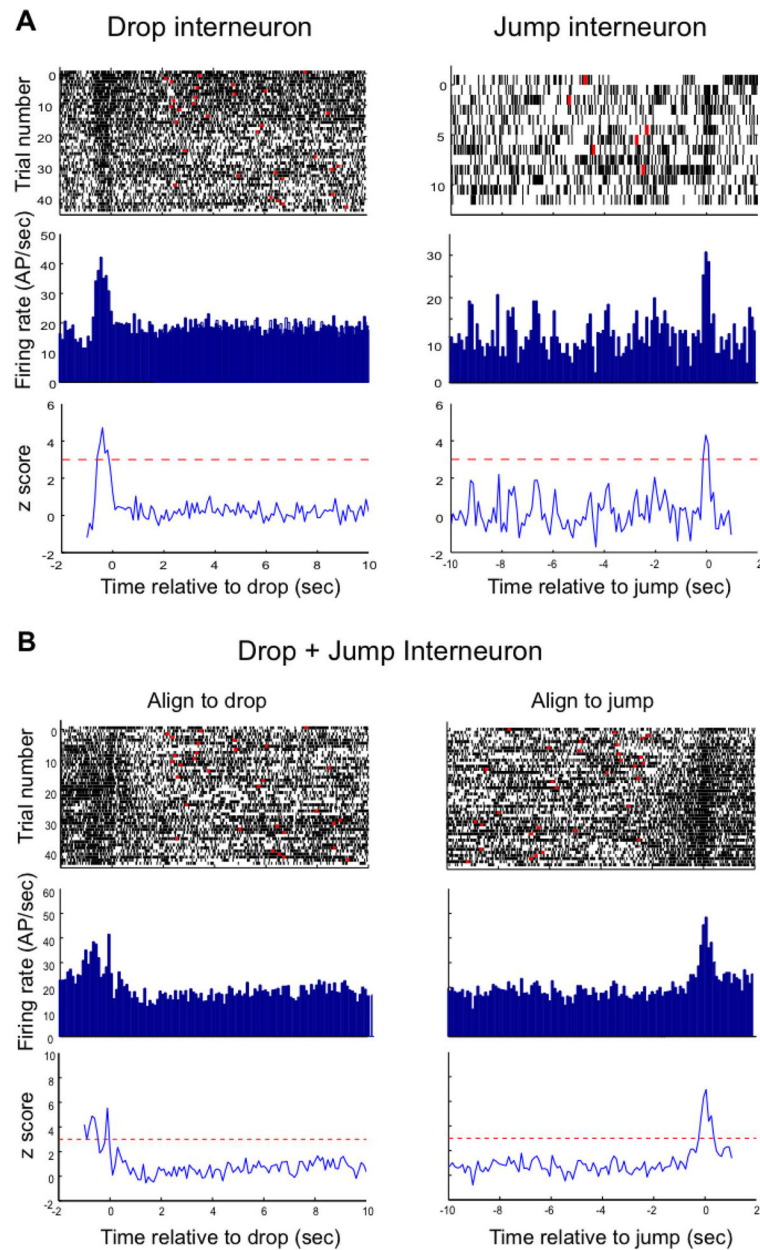 A
Drop interneuron
Jump interneuron
Trial number
0
10
20
30
40
0
5
10
Firing rate (AP/sec)
50
40
30
20
10
0
30
20
10
0
z score
6
4
2
0
-2
6
4
2
0
-2
-2 0 2 4 6 8 10
-10 -8 -6 -4 -2 0 2
Time relative to drop (sec)
Time relative to jump (sec)
B
Drop + Jump Interneuron
Align to drop
Align to jump
Trial number
0
10
20
30
40
Firing rate (AP/sec)
60
50
40
30
20
10
0
z score
10
8
6
4
2
0
-2
-2 0 2 4 6 8 10
-10 -8 -6 -4 -2 0 2
Time relative to drop (sec)
Time relative to jump (sec)